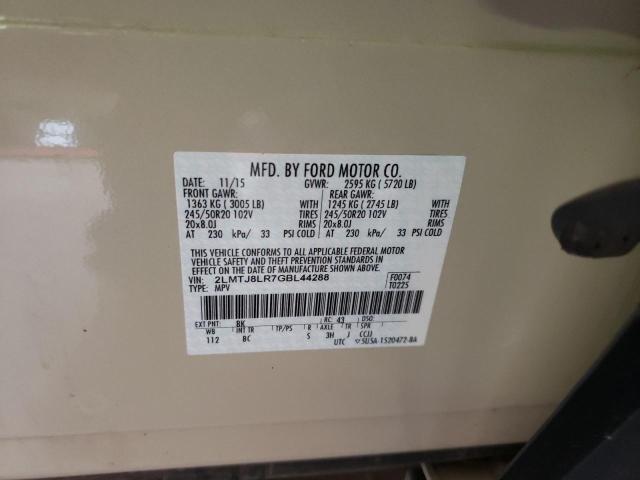 MFD. BY FORD MOTOR CO.
DATE: 11/15 GVWR: 2595 KG ( 5720 LB)
FRONT GAWR: REAR GAWR:
1363 KG ( 3005 LB) WITH 1245 KG ( 2745 LB) WITH
245/50R20 102V TIRES 245/50R20 102V TIRES
20x8.0J RIMS 20x8.0J RIMS
AT 230 kPa/ 33 PSI COLD AT 230 kPa/ 33 PSI COLD
THIS VEHICLE CONFORMS TO ALL APPLICABLE FEDERAL MOTOR
VEHICLE SAFETY AND THEFT PREVENTION STANDARDS IN
EFFECT ON THE DATE OF MANUFACTURE SHOWN ABOVE.
VIN: 2LMTJ8LR7GBL44288 F0074
TYPE: MPV T0225
EXT PNT: BK RC: 43 DSO:
WB INT TR TP/PS R AXLE TR SPR
112 BC S 3H J CCJJ
UTC 5U5A-1520472-BA